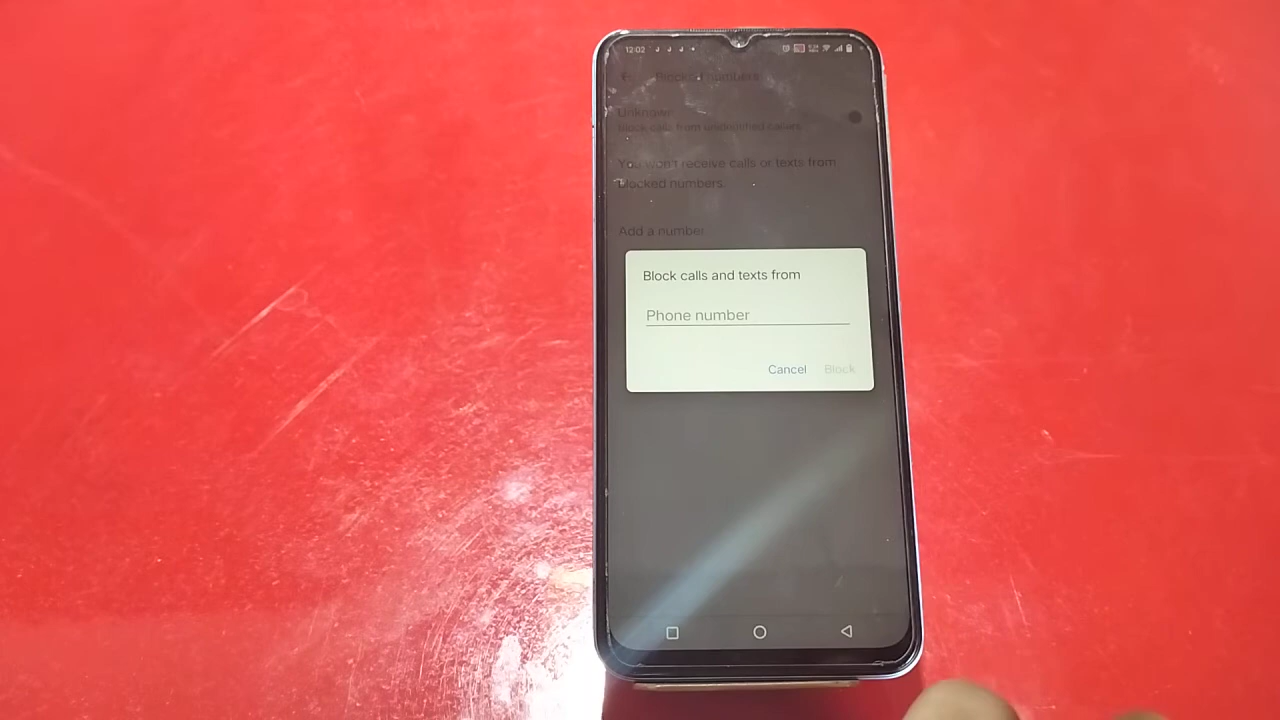 12:02
Blocked numbers
Unknown
Block calls from unidentified callers
You won't receive calls or texts from
blocked numbers.
Add a number
Block calls and texts from
Phone number
Cancel Block